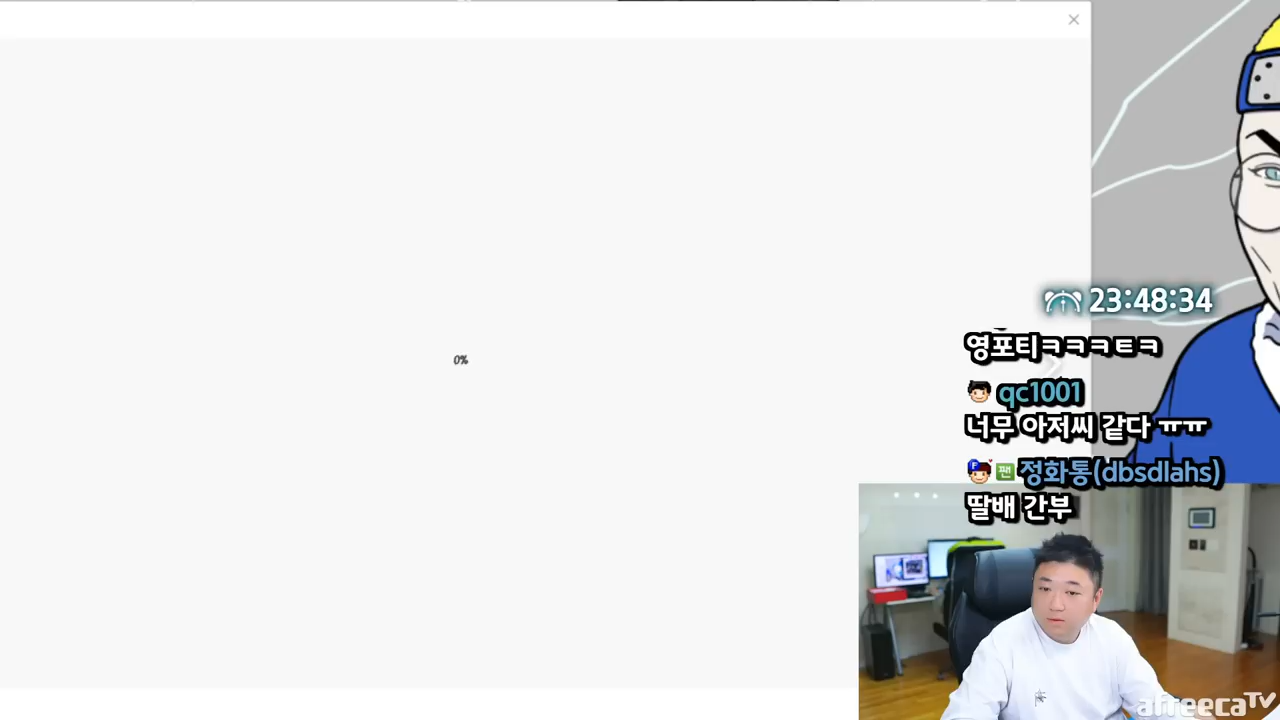 23:48:34
영포티ㅋㅋㅋㅌㅋ
0%
qc1001
너무 아저씨 같다 ㅠㅠ
F 팬 정화통(dbsdlahs)
딸배 간부
afreecaTV